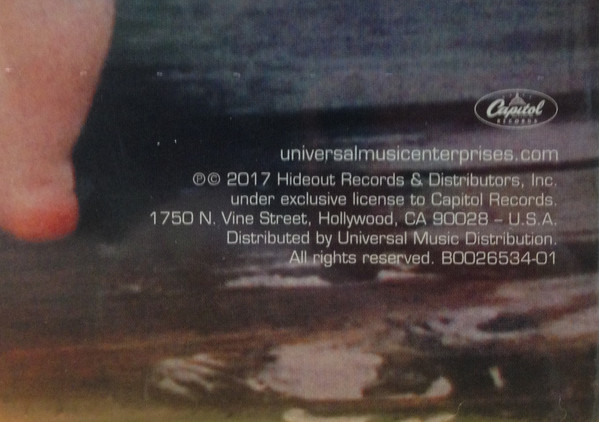 Capitol
RECORDS
universalmusicenterprises.com
℗© 2017 Hideout Records & Distributors, Inc.
under exclusive license to Capitol Records.
1750 N. Vine Street, Hollywood, CA 90028 – U.S.A.
Distributed by Universal Music Distribution.
All rights reserved. B0026534-01